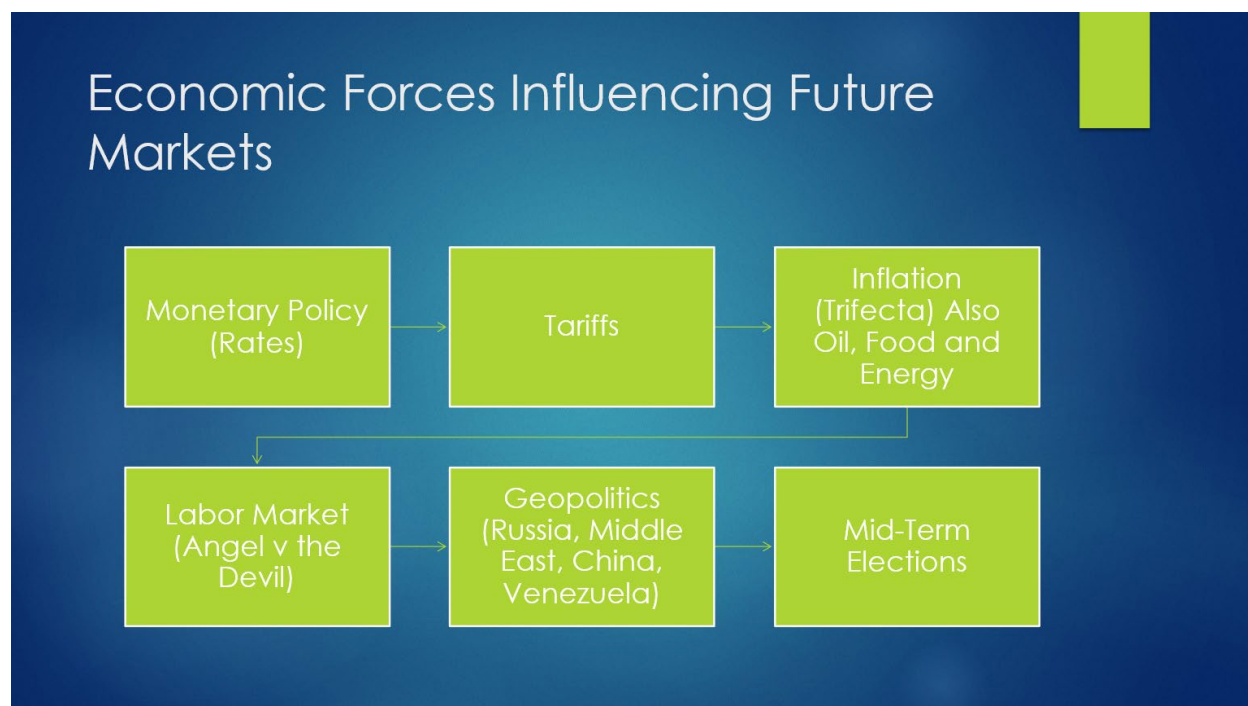 Economic Forces Influencing Future
Markets
Monetary Policy
(Rates)
Tariffs
Inflation
(Trifecta) Also
Oil, Food and
Energy
Labor Market
(Angel v the
Devil)
Geopolitics
(Russia, Middle
East, China,
Venezuela)
Mid-Term
Elections